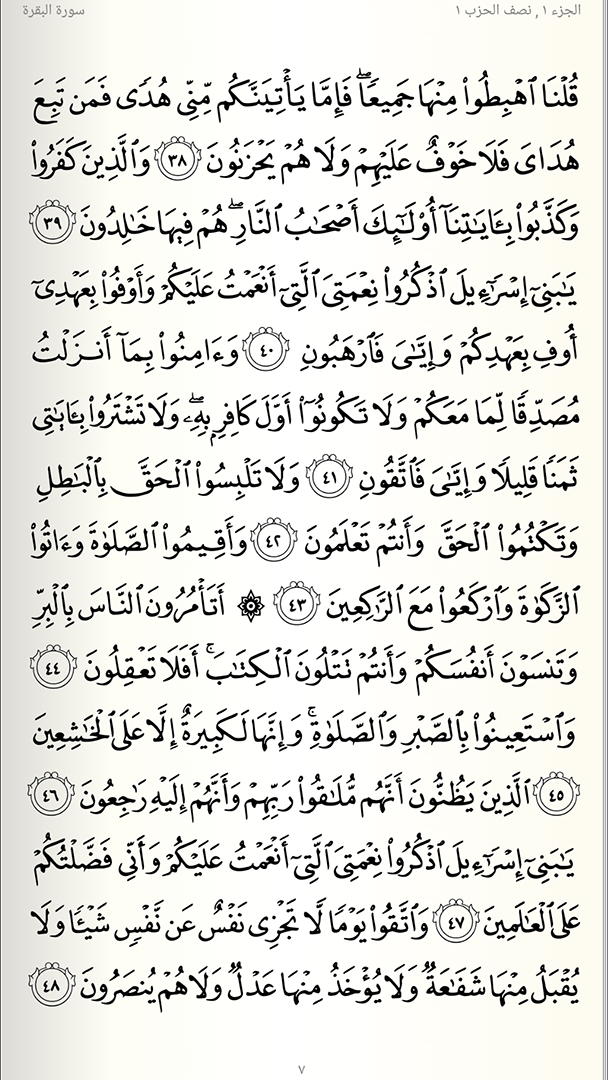 الجزء ١, نصف الحزب ١
سورة البقرة
قُلْنَا ٱهْبِطُوا۟ مِنْهَا جَمِيعًۭا ۖ فَإِمَّا يَأْتِيَنَّكُم مِّنِّى هُدًۭى فَمَن تَبِعَ
هُدَاىَ فَلَا خَوْفٌ عَلَيْهِمْ وَلَا هُمْ يَحْزَنُونَ ٣٨ وَٱلَّذِينَ كَفَرُوا۟
وَكَذَّبُوا۟ بِـَٔايَـٰتِنَآ أُو۟لَـٰٓئِكَ أَصْحَـٰبُ ٱلنَّارِ ۖ هُمْ فِيهَا خَـٰلِدُونَ ٣٩
يَـٰبَنِىٓ إِسْرَٰٓءِيلَ ٱذْكُرُوا۟ نِعْمَتِىَ ٱلَّتِىٓ أَنْعَمْتُ عَلَيْكُمْ وَأَوْفُوا۟ بِعَهْدِىٓ
أُوفِ بِعَهْدِكُمْ وَإِيَّـٰىَ فَٱرْهَبُونِ ٤٠ وَءَامِنُوا۟ بِمَآ أَنزَلْتُ
مُصَدِّقًۭا لِّمَا مَعَكُمْ وَلَا تَكُونُوٓا۟ أَوَّلَ كَافِرٍۭ بِهِۦ ۖ وَلَا تَشْتَرُوا۟ بِـَٔايَـٰتِى
ثَمَنًۭا قَلِيلًۭا وَإِيَّـٰىَ فَٱتَّقُونِ ٤١ وَلَا تَلْبِسُوا۟ ٱلْحَقَّ بِٱلْبَـٰطِلِ
وَتَكْتُمُوا۟ ٱلْحَقَّ وَأَنتُمْ تَعْلَمُونَ ٤٢ وَأَقِيمُوا۟ ٱلصَّلَوٰةَ وَءَاتُوا۟
ٱلزَّكَوٰةَ وَٱرْكَعُوا۟ مَعَ ٱلرَّٰكِعِينَ ٤٣ ۞ أَتَأْمُرُونَ ٱلنَّاسَ بِٱلْبِرِّ
وَتَنسَوْنَ أَنفُسَكُمْ وَأَنتُمْ تَتْلُونَ ٱلْكِتَـٰبَ ۚ أَفَلَا تَعْقِلُونَ ٤٤
وَٱسْتَعِينُوا۟ بِٱلصَّبْرِ وَٱلصَّلَوٰةِ ۚ وَإِنَّهَا لَكَبِيرَةٌ إِلَّا عَلَى ٱلْخَـٰشِعِينَ
٤٥ ٱلَّذِينَ يَظُنُّونَ أَنَّهُم مُّلَـٰقُوا۟ رَبِّهِمْ وَأَنَّهُمْ إِلَيْهِ رَٰجِعُونَ ٤٦
يَـٰبَنِىٓ إِسْرَٰٓءِيلَ ٱذْكُرُوا۟ نِعْمَتِىَ ٱلَّتِىٓ أَنْعَمْتُ عَلَيْكُمْ وَأَنِّى فَضَّلْتُكُمْ
عَلَى ٱلْعَـٰلَمِينَ ٤٧ وَٱتَّقُوا۟ يَوْمًۭا لَّا تَجْزِى نَفْسٌ عَن نَّفْسٍۢ شَيْـًۭٔا وَلَا
يُقْبَلُ مِنْهَا شَفَـٰعَةٌۭ وَلَا يُؤْخَذُ مِنْهَا عَدْلٌۭ وَلَا هُمْ يُنصَرُونَ ٤٨
٧